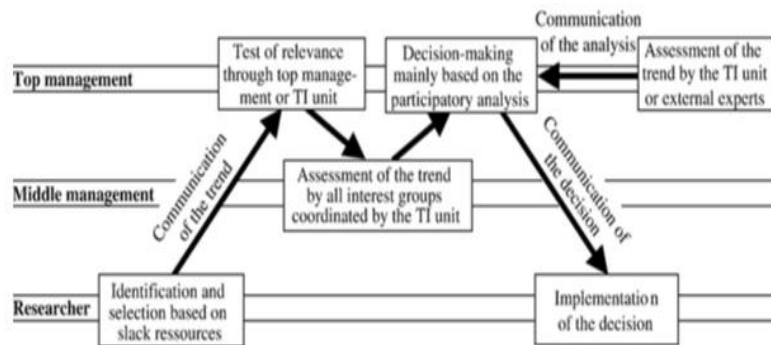 Communication
of the analysis
Test of relevance
through top manage-
ment or TI unit
Decision-making
mainly based on the
participatory analysis
Assessment of the
trend by the TI unit
or external experts
Top management
Communication
of the trend
Assessment of the trend
by all interest groups
coordinated by the TI unit
Communication of
the decision
Middle management
Identification and
selection based on
slack ressources
Implementation
of the decision
Researcher